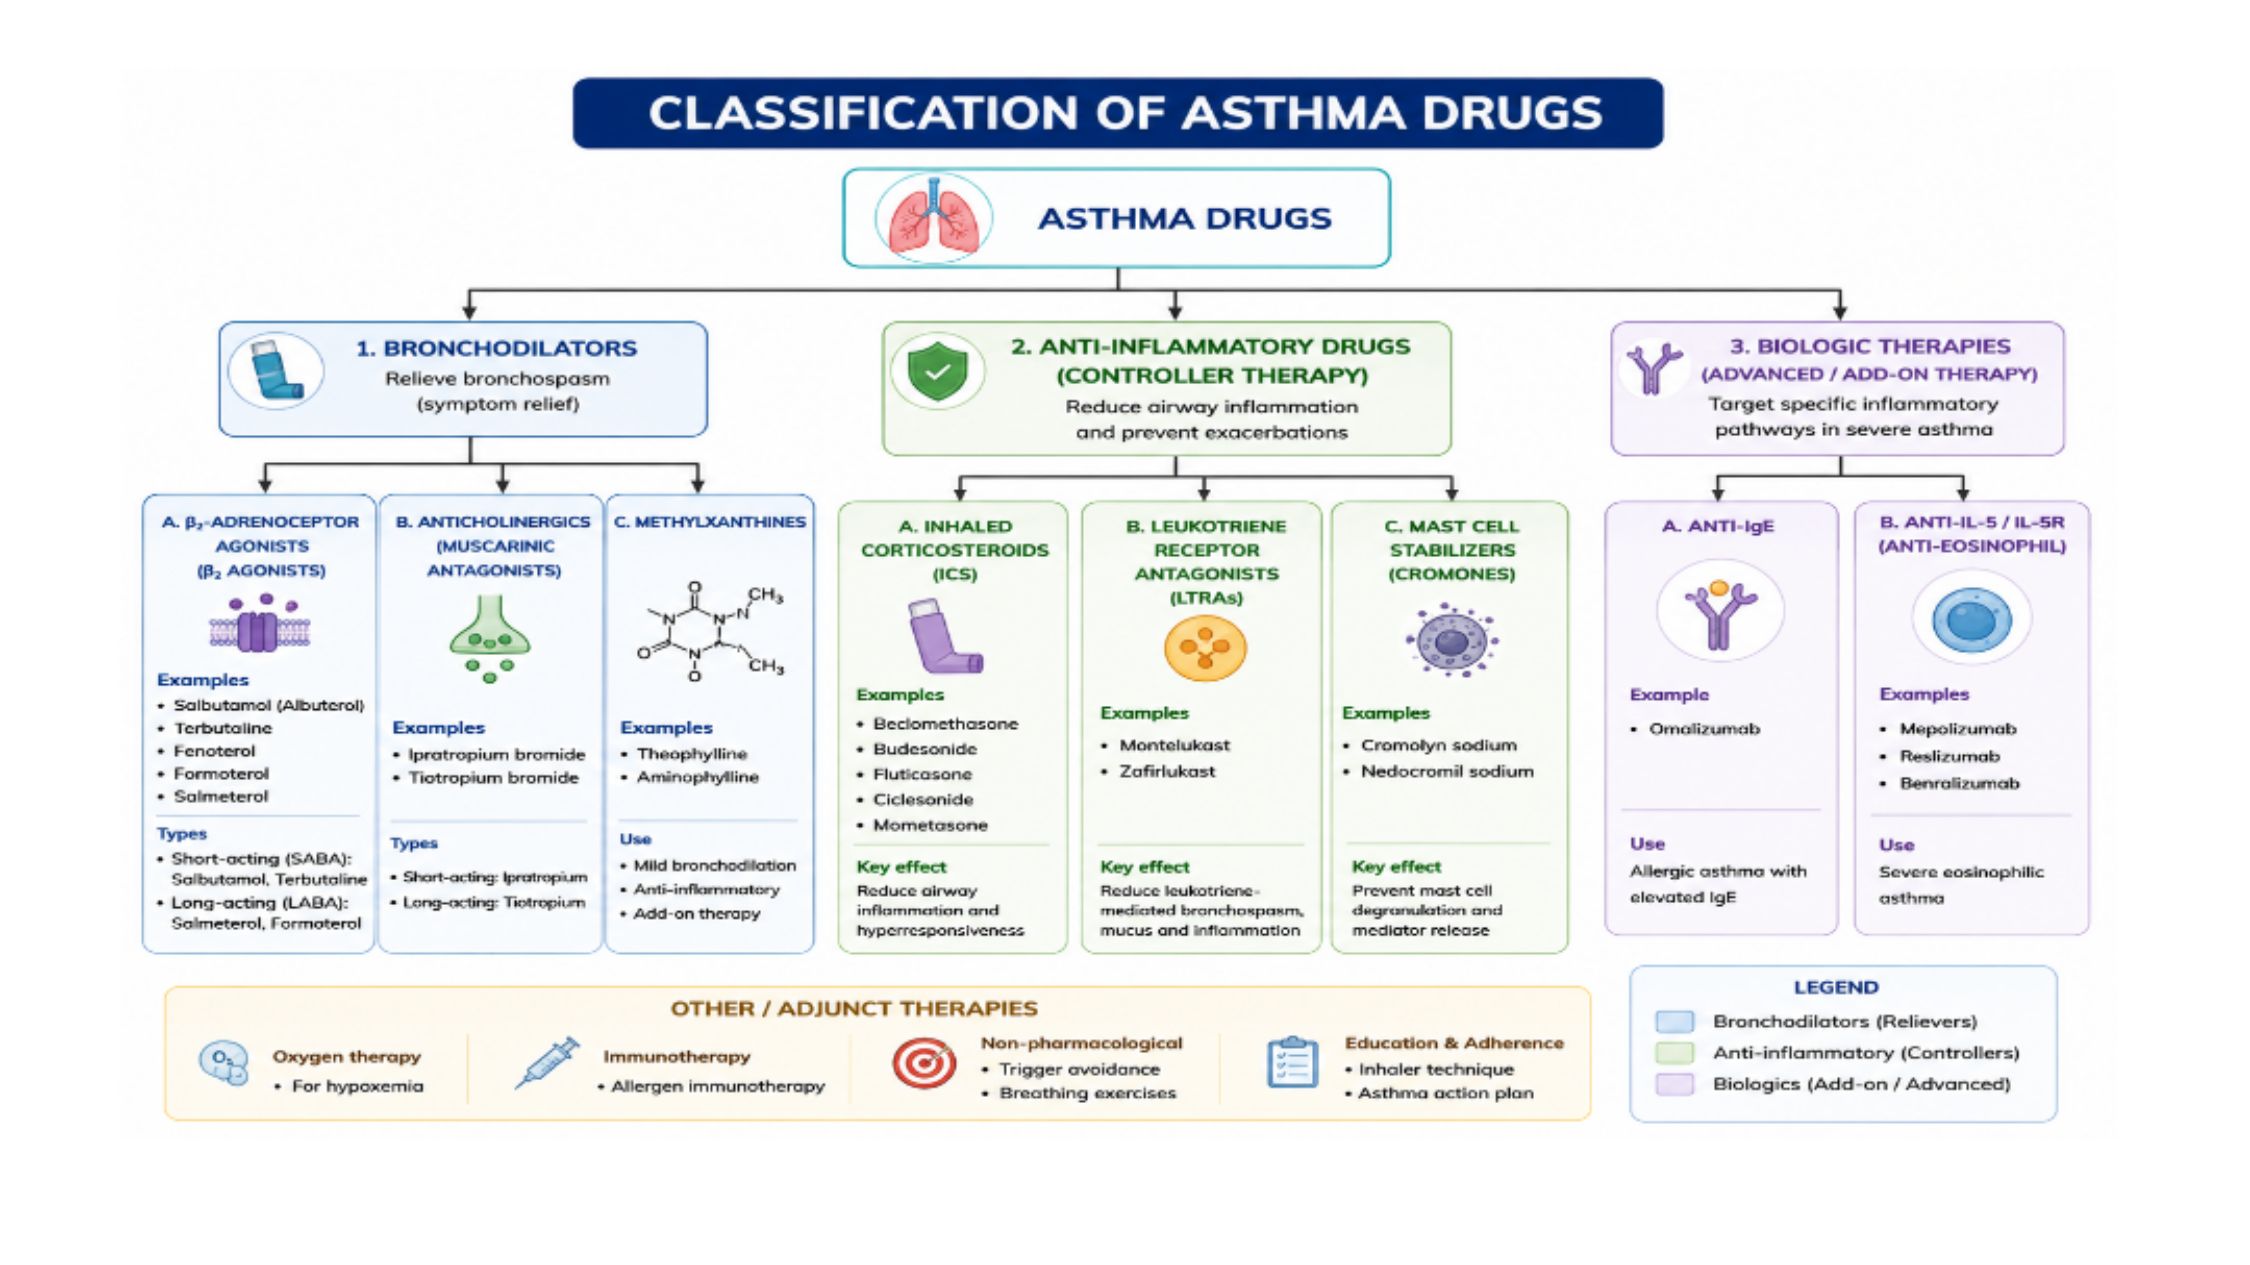 CLASSIFICATION OF ASTHMA DRUGS
ASTHMA DRUGS
1. BRONCHODILATORS
Relieve bronchospasm
(symptom relief)
2. ANTI-INFLAMMATORY DRUGS
(CONTROLLER THERAPY)
Reduce airway inflammation
and prevent exacerbations
3. BIOLOGIC THERAPIES
(ADVANCED / ADD-ON THERAPY)
Target specific inflammatory
pathways in severe asthma
A. β₂-ADRENOCEPTOR
AGONISTS
(β₂ AGONISTS)
Examples
• Salbutamol (Albuterol)
• Terbutaline
• Fenoterol
• Formoterol
• Salmeterol
Types
• Short-acting (SABA):
Salbutamol, Terbutaline
• Long-acting (LABA):
Salmeterol, Formoterol
B. ANTICHOLINERGICS
(MUSCARINIC
ANTAGONISTS)
Examples
• Ipratropium bromide
• Tiotropium bromide
Types
• Short-acting: Ipratropium
• Long-acting: Tiotropium
C. METHYLXANTHINES
O
CH₃
N
N
N
O
O
N
CH₃
O
Examples
• Theophylline
• Aminophylline
Use
• Mild bronchodilation
• Anti-inflammatory
• Add-on therapy
A. INHALED
CORTICOSTEROIDS
(ICS)
Examples
• Beclomethasone
• Budesonide
• Fluticasone
• Ciclesonide
• Mometasone
Key effect
Reduce airway
inflammation and
hyperresponsiveness
B. LEUKOTRIENE
RECEPTOR
ANTAGONISTS
(LTRAs)
Examples
• Montelukast
• Zafirlukast
Key effect
Reduce leukotriene-
mediated bronchospasm,
mucus and inflammation
C. MAST CELL
STABILIZERS
(CROMONES)
Examples
• Cromolyn sodium
• Nedocromil sodium
Key effect
Prevent mast cell
degranulation and
mediator release
A. ANTI-IgE
Example
• Omalizumab
Use
Allergic asthma with
elevated IgE
B. ANTI-IL-5 / IL-5R
(ANTI-EOSINOPHIL)
Examples
• Mepolizumab
• Reslizumab
• Benralizumab
Use
Severe eosinophilic
asthma
OTHER / ADJUNCT THERAPIES
O₂
Oxygen therapy
• For hypoxemia
Immunotherapy
• Allergen immunotherapy
Non-pharmacological
• Trigger avoidance
• Breathing exercises
Education & Adherence
• Inhaler technique
• Asthma action plan
LEGEND
Bronchodilators (Relievers)
Anti-inflammatory (Controllers)
Biologics (Add-on / Advanced)